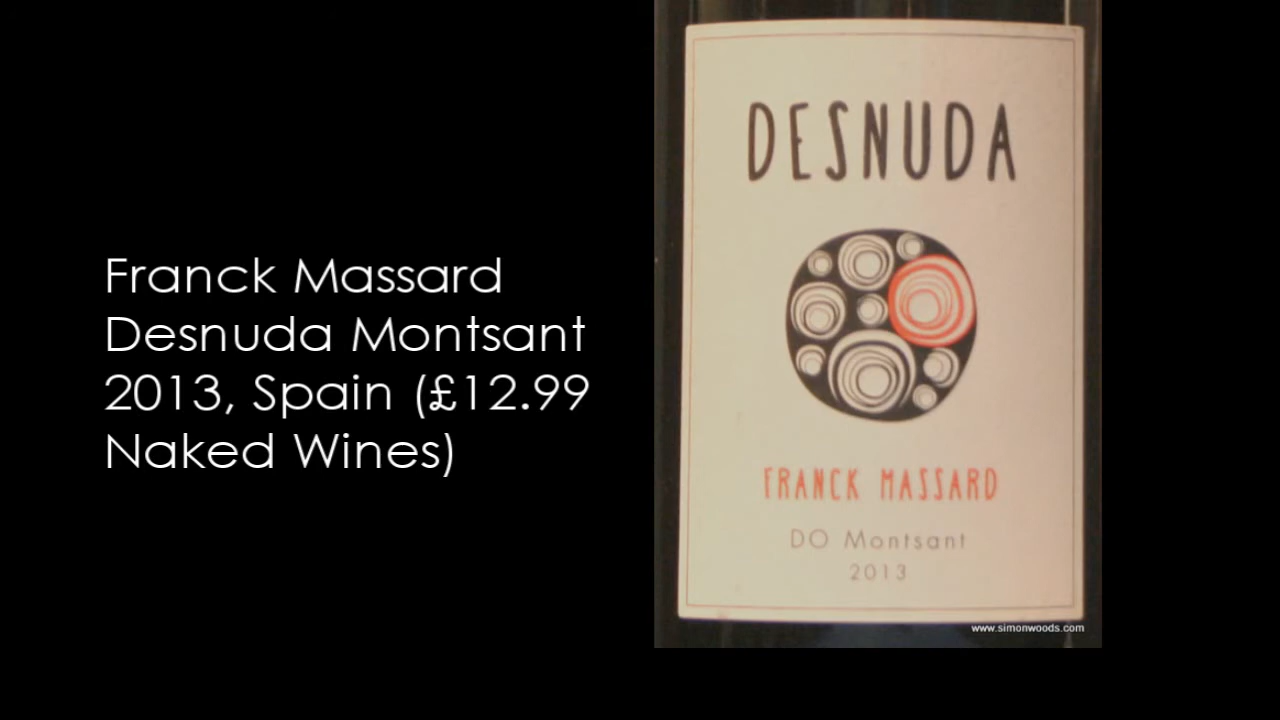 Franck Massard
Desnuda Montsant
2013, Spain (£12.99
Naked Wines)
DESNUDA
FRANCK MASSARD
DO Montsant
2013
www.simonwoods.com